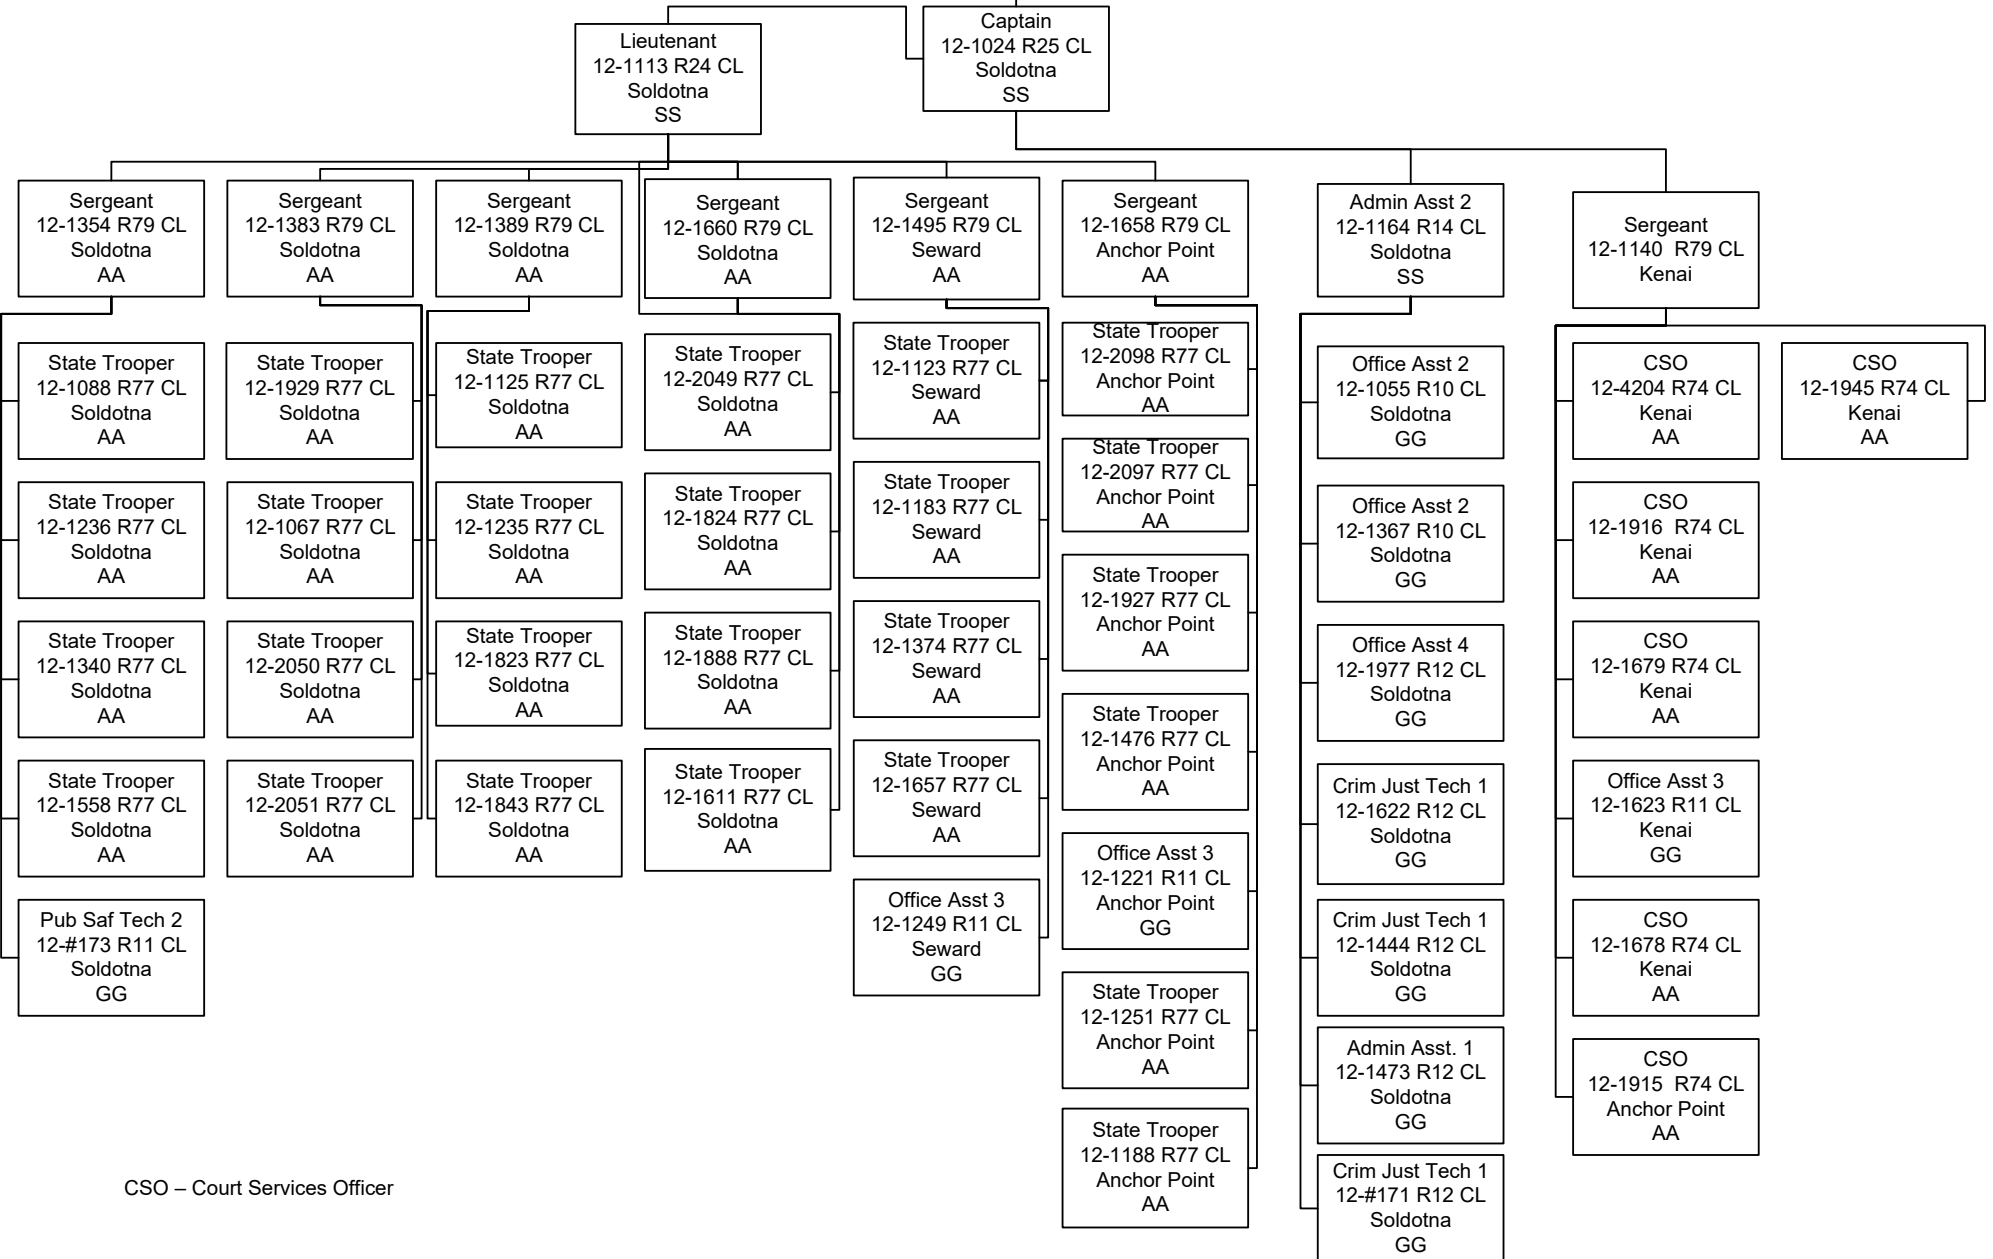 Captain
12-1024 R25 CL
Soldotna
SS
Lieutenant
12-1113 R24 CL
Soldotna
SS
Sergeant
12-1354 R79 CL
Soldotna
AA
State Trooper
12-1088 R77 CL
Soldotna
AA
State Trooper
12-1236 R77 CL
Soldotna
AA
State Trooper
12-1340 R77 CL
Soldotna
AA
State Trooper
12-1558 R77 CL
Soldotna
AA
Pub Saf Tech 2
12-#173 R11 CL
Soldotna
GG
Sergeant
12-1383 R79 CL
Soldotna
AA
State Trooper
12-1929 R77 CL
Soldotna
AA
State Trooper
12-1067 R77 CL
Soldotna
AA
State Trooper
12-2050 R77 CL
Soldotna
AA
State Trooper
12-2051 R77 CL
Soldotna
AA
Sergeant
12-1389 R79 CL
Soldotna
AA
State Trooper
12-1125 R77 CL
Soldotna
AA
State Trooper
12-1235 R77 CL
Soldotna
AA
State Trooper
12-1823 R77 CL
Soldotna
AA
State Trooper
12-1843 R77 CL
Soldotna
AA
Sergeant
12-1660 R79 CL
Soldotna
AA
State Trooper
12-2049 R77 CL
Soldotna
AA
State Trooper
12-1824 R77 CL
Soldotna
AA
State Trooper
12-1888 R77 CL
Soldotna
AA
State Trooper
12-1611 R77 CL
Soldotna
AA
Sergeant
12-1495 R79 CL
Seward
AA
State Trooper
12-1123 R77 CL
Seward
AA
State Trooper
12-1183 R77 CL
Seward
AA
State Trooper
12-1374 R77 CL
Seward
AA
State Trooper
12-1657 R77 CL
Seward
AA
Office Asst 3
12-1249 R11 CL
Seward
GG
Sergeant
12-1658 R79 CL
Anchor Point
AA
State Trooper
12-2098 R77 CL
Anchor Point
AA
State Trooper
12-2097 R77 CL
Anchor Point
AA
State Trooper
12-1927 R77 CL
Anchor Point
AA
State Trooper
12-1476 R77 CL
Anchor Point
AA
Office Asst 3
12-1221 R11 CL
Anchor Point
GG
State Trooper
12-1251 R77 CL
Anchor Point
AA
State Trooper
12-1188 R77 CL
Anchor Point
AA
Admin Asst 2
12-1164 R14 CL
Soldotna
SS
Office Asst 2
12-1055 R10 CL
Soldotna
GG
Office Asst 2
12-1367 R10 CL
Soldotna
GG
Office Asst 4
12-1977 R12 CL
Soldotna
GG
Crim Just Tech 1
12-1622 R12 CL
Soldotna
GG
Crim Just Tech 1
12-1444 R12 CL
Soldotna
GG
Admin Asst. 1
12-1473 R12 CL
Soldotna
GG
Crim Just Tech 1
12-#171 R12 CL
Soldotna
GG
Sergeant
12-1140  R79 CL
Kenai
CSO
12-4204 R74 CL
Kenai
AA
CSO
12-1916  R74 CL
Kenai
AA
CSO
12-1679 R74 CL
Kenai
AA
Office Asst 3
12-1623 R11 CL
Kenai
GG
CSO
12-1678 R74 CL
Kenai
AA
CSO
12-1915  R74 CL
Anchor Point
AA
CSO
12-1945 R74 CL
Kenai
AA
CSO – Court Services Officer